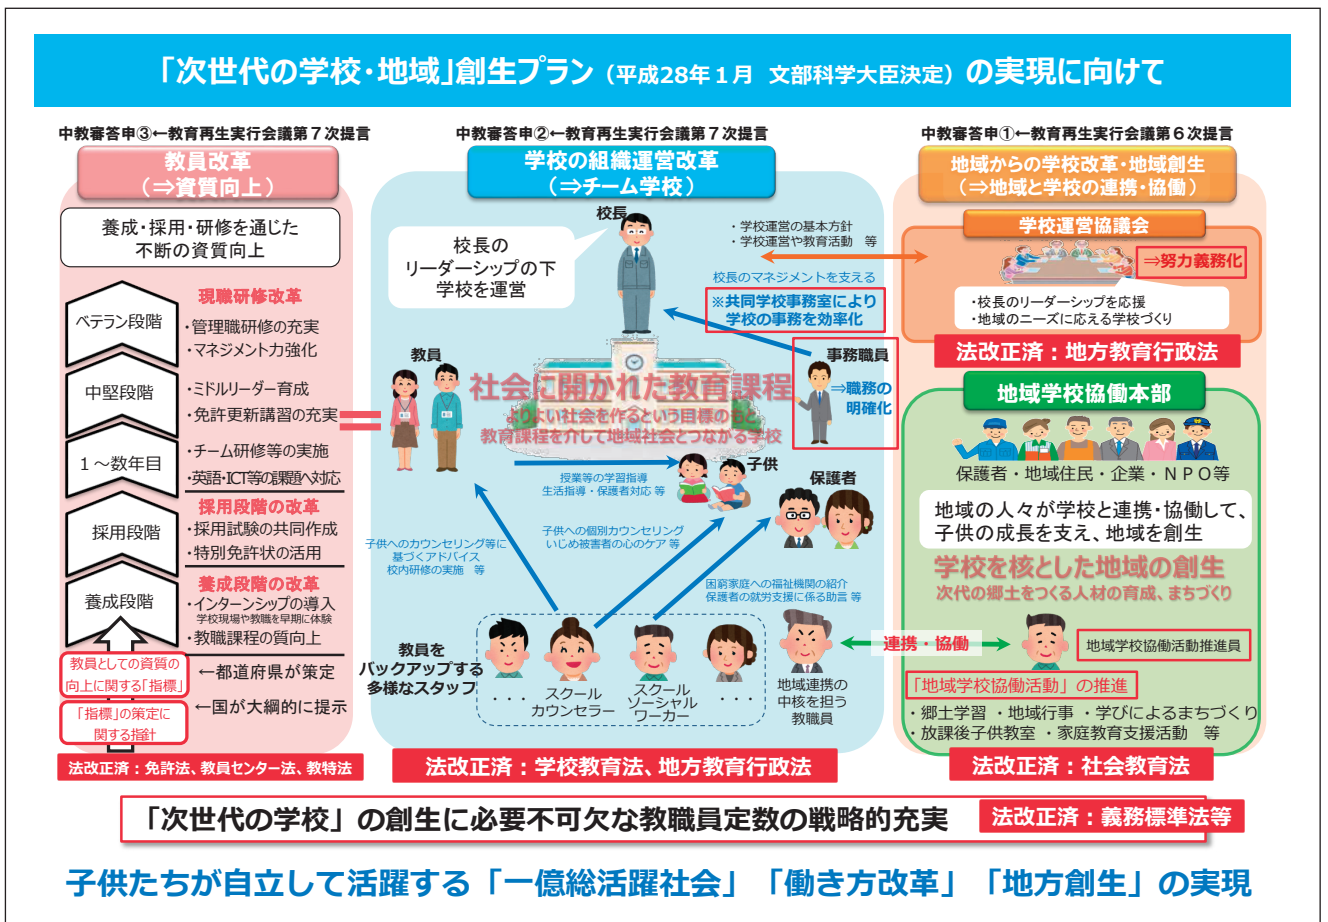 「次世代の学校・地域」創生プラン（平成28年１月 文部科学大臣決定）の実現に向けて
中教審答申③←教育再生実行会議第７次提言
教員改革
（⇒資質向上）
養成・採用・研修を通じた
不断の資質向上
ベテラン段階
現職研修改革
・管理職研修の充実
・マネジメント力強化
中堅段階
・ミドルリーダー育成
・免許更新講習の充実
１～数年目
・チーム研修等の実施
・英語・ICT等の課題へ対応
採用段階
採用段階の改革
・採用試験の共同作成
・特別免許状の活用
養成段階
養成段階の改革
・インターンシップの導入
学校現場や教職を早期に体験
・教職課程の質向上
教員としての資質の
向上に関する「指標」
←都道府県が策定
「指標」の策定に
関する指針
←国が大綱的に提示
法改正済：免許法、教員センター法、教特法
中教審答申②←教育再生実行会議第７次提言
学校の組織運営改革
（⇒チーム学校）
校長
校長の
リーダーシップの下
学校を運営
・学校運営の基本方針
・学校運営や教育活動 等
校長のマネジメントを支える
※共同学校事務室により
学校の事務を効率化
教員
事務職員
⇒職務の
明確化
社会に開かれた教育課程
よりよい社会を作るという目標のもと、
教育課程を介して地域社会とつながる学校
授業等の学習指導
生活指導・保護者対応 等
子供
保護者
子供へのカウンセリング等に
基づくアドバイス
校内研修の実施 等
子供への個別カウンセリング
いじめ被害者の心のケア 等
困窮家庭への福祉機関の紹介
保護者の就労支援に係る助言 等
教員を
バックアップする
多様なスタッフ
・・・
スクール
カウンセラー
スクール
ソーシャル
ワーカー
・・・
地域連携の
中核を担う
教職員
連携・協働
法改正済：学校教育法、地方教育行政法
中教審答申①←教育再生実行会議第６次提言
地域からの学校改革・地域創生
（⇒地域と学校の連携・協働）
学校運営協議会
⇒努力義務化
・校長のリーダーシップを応援
・地域のニーズに応える学校づくり
法改正済：地方教育行政法
地域学校協働本部
保護者・地域住民・企業・ＮＰＯ等
地域の人々が学校と連携・協働して、
子供の成長を支え、地域を創生
学校を核とした地域の創生
次代の郷土をつくる人材の育成、まちづくり
地域学校協働活動推進員
「地域学校協働活動」の推進
・郷土学習 ・地域行事 ・学びによるまちづくり
・放課後子供教室 ・家庭教育支援活動 等
法改正済：社会教育法
「次世代の学校」の創生に必要不可欠な教職員定数の戦略的充実
法改正済：義務標準法等
子供たちが自立して活躍する「一億総活躍社会」「働き方改革」「地方創生」の実現